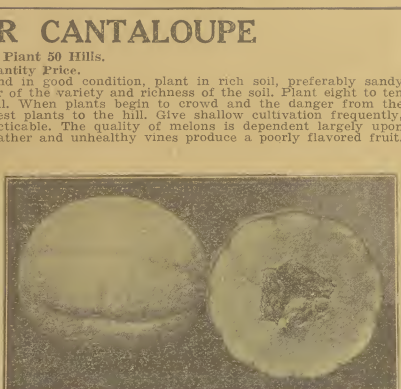 R CANTALOUPE
Plant 50 Hills.
antity Price.
nd in good condition, plant in rich soil, preferably sandy
r of the variety and richness of the soil. Plant eight to ten
ll. When plants begin to crowd and the danger from the
est plants to the hill. Give shallow cultivation frequently,
cticable. The quality of melons is dependent largely upon
ather and unhealthy vines produce a poorly flavored fruit.